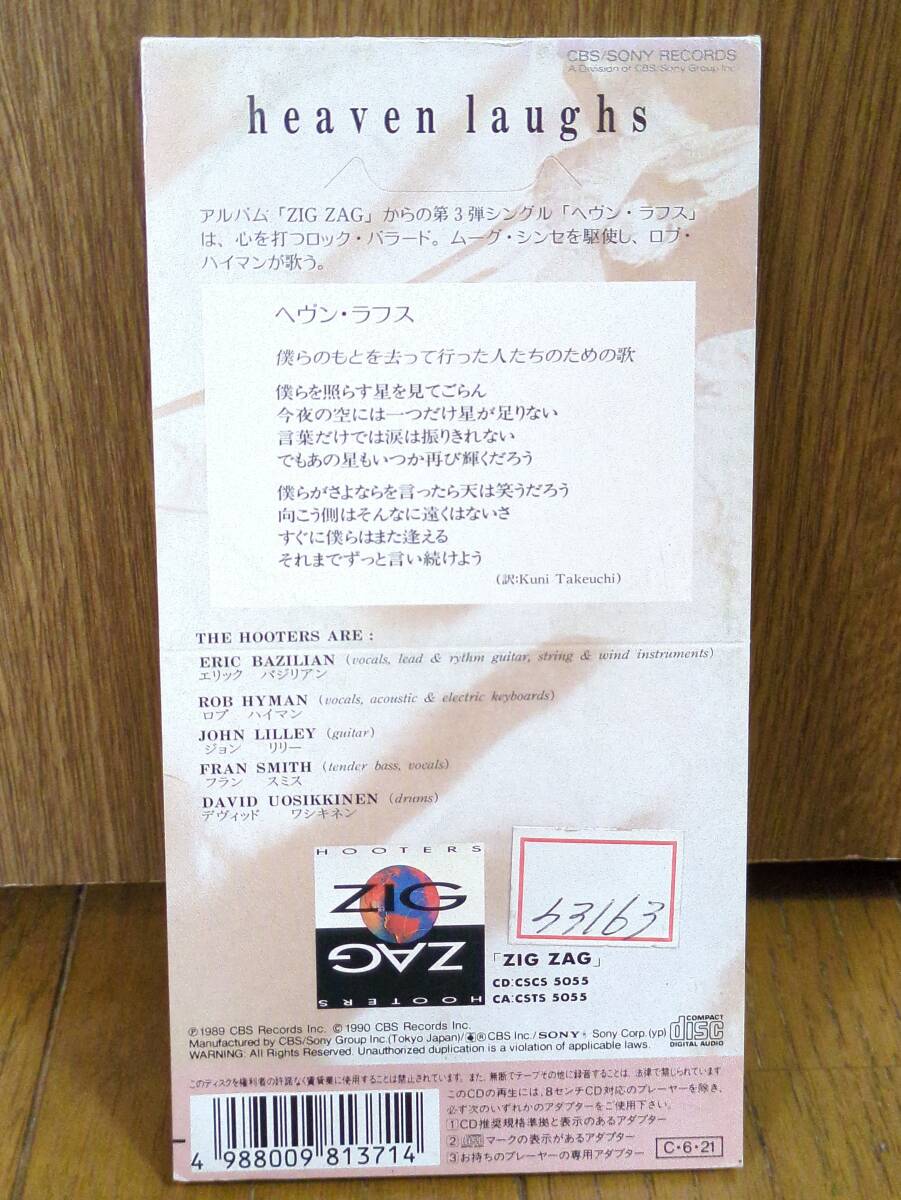 CBS/SONY RECORDS
A Division of CBS/Sony Group Inc.
heaven laughs
アルバム「ZIG ZAG」からの第3弾シングル「ヘヴン・ラフス」
は、心を打つロック・バラード。ムーグ・シンセを駆使し、ロブ・
ハイマンが歌う。
ヘヴン・ラフス
僕らのもとを去って行った人たちのための歌
僕らを照らす星を見てごらん
今夜の空には一つだけ星が足りない
言葉だけでは涙は振りきれない
でもあの星もいつか再び輝くだろう
僕らがさよならを言ったら天は笑うだろう
向こう側はそんなに遠くはないさ
すぐに僕らはまた逢える
それまでずっと言い続けよう
(訳:Kuni Takeuchi)
THE HOOTERS ARE :
ERIC BAZILIAN (vocals, lead & rythm guitar, string & wind instruments)
エリック バジリアン
ROB HYMAN (vocals, acoustic & electric keyboards)
ロブ ハイマン
JOHN LILLEY (guitar)
ジョン リリー
FRAN SMITH (tender bass, vocals)
フラン スミス
DAVID UOSIKKINEN (drums)
デヴィッド ワシキネン
HOOTERS
ZIG
ZAG
HOOTERS
53163
「ZIG ZAG」
CD:CSCS 5055
CA:CSTS 5055
Ⓟ1989 CBS Records Inc. Ⓒ1990 CBS Records Inc.
Manufactured by CBS/Sony Group Inc.(Tokyo Japan)/®CBS Inc./SONY® Sony Corp.(yp)
WARNING: All Rights Reserved. Unauthorized duplication is a violation of applicable laws.
COMPACT
disc
DIGITAL AUDIO
このディスクを権利者の許諾なく賃貸業に使用することは禁止されています。また、無断でテープその他に録音することは、法律で禁じられています
このCDの再生には、8センチCD対応のプレーヤーを除き、
必ず次のいずれかのアダプターをご使用下さい。
1CD推奨規格準拠と表示のあるアダプター
2マークの表示があるアダプター
3お持ちのプレーヤーの専用アダプター
C・6・21
4 988009 813714